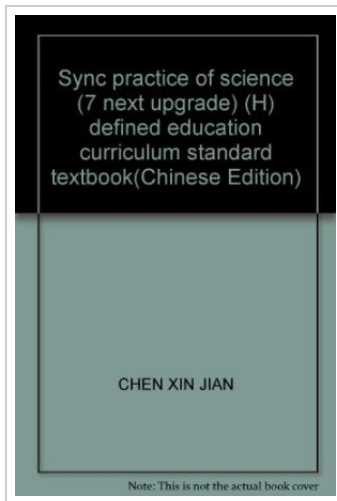 Sync practice of science
(7 next upgrade) (H)
defined education
curriculum standard
textbook(Chinese Edition)
CHEN XIN JIAN
Note: This is not the actual book cover